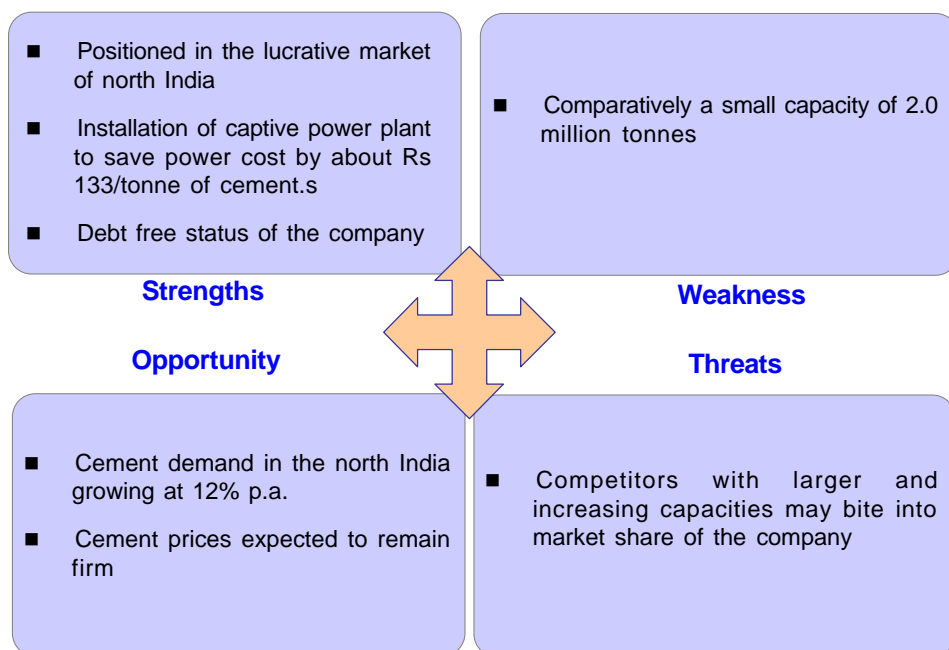 ■ Positioned in the lucrative market
of north India
■ Installation of captive power plant
to save power cost by about Rs
133/tonne of cement.s
■ Debt free status of the company
Strengths
■ Comparatively a small capacity of 2.0
million tonnes
Weakness
Opportunity
■ Cement demand in the north India
growing at 12% p.a.
■ Cement prices expected to remain
firm
Threats
■ Competitors with larger and
increasing capacities may bite into
market share of the company